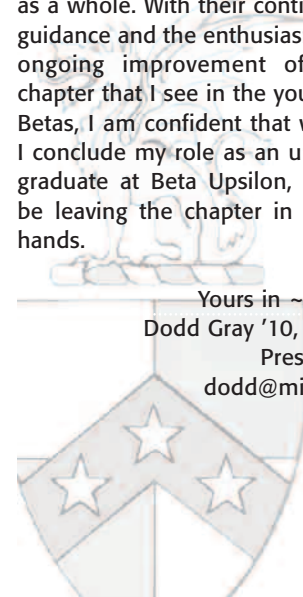 as a whole. With their conti
guidance and the enthusias
ongoing improvement of
chapter that I see in the you
Betas, I am confident that w
I conclude my role as an u
graduate at Beta Upsilon,
be leaving the chapter in
hands.
Yours in ~
Dodd Gray '10,
Pres
dodd@mi